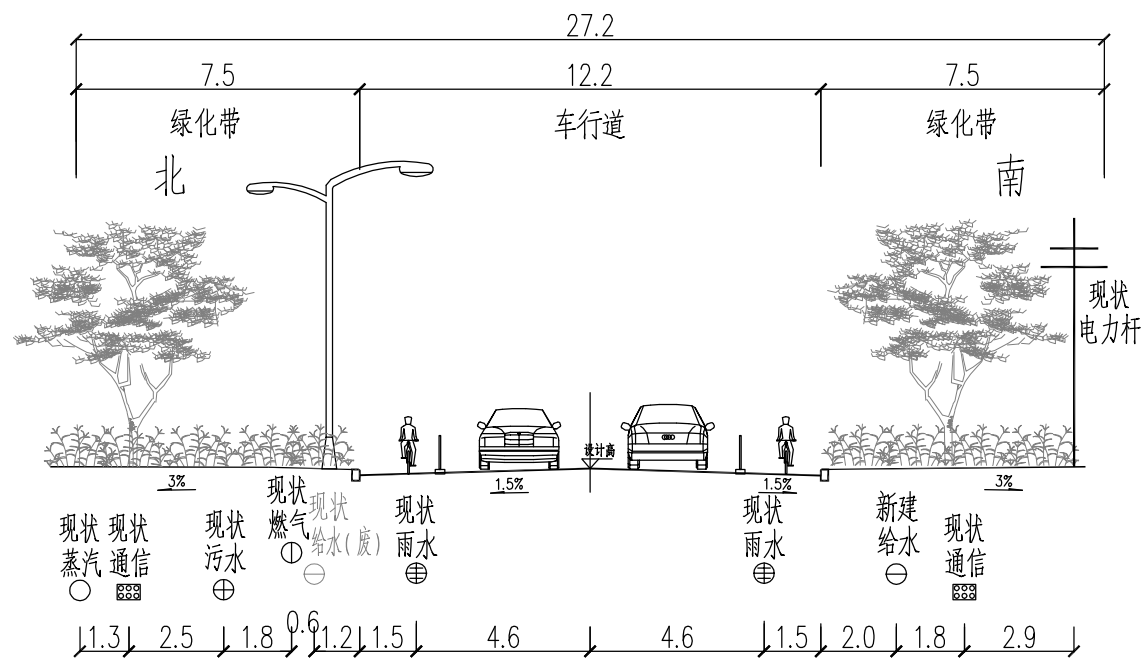 27.2
7.5 12.2 7.5
绿化带 车行道 绿化带
北 南
现状
电力杆
设计高
3% 1.5% 1.5% 3%
现状
蒸汽
现状
通信
现状
污水
现状
燃气
现状
给水(废)
现状
雨水
现状
雨水
新建
给水
现状
通信
1.3 2.5 1.8 0.6 1.2 1.5 4.6 4.6 1.5 2.0 1.8 2.9